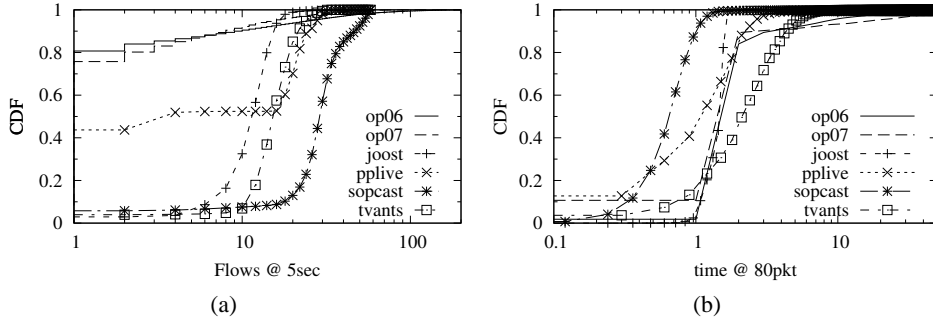 CDF
1
0.8
0.6
0.4
0.2
0
1
10
100
Flows @ 5sec
op06
op07
joost
pplive
sopcast
tvants
(a)
CDF
1
0.8
0.6
0.4
0.2
0
0.1
1
10
time @ 80pkt
op06
op07
joost
pplive
sopcast
tvants
(b)